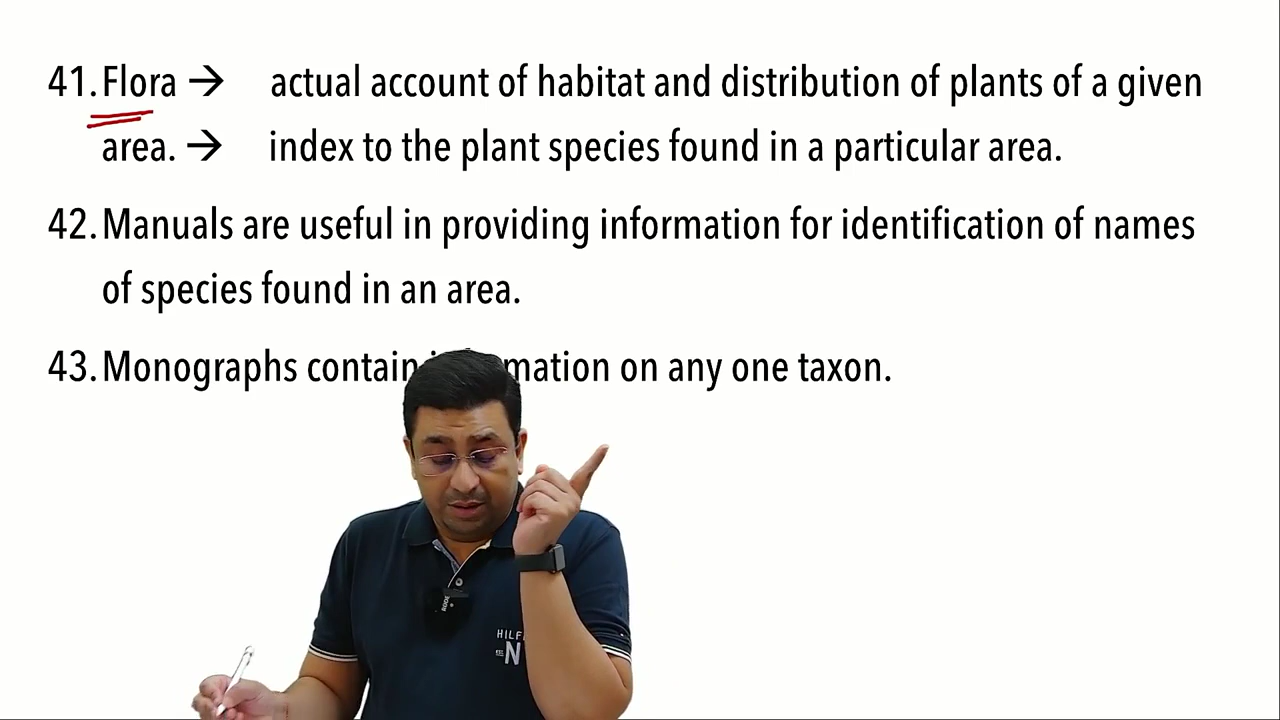 41. Flora → actual account of habitat and distribution of plants of a given
area. → index to the plant species found in a particular area.
42. Manuals are useful in providing information for identification of names
of species found in an area.
43. Monographs contain information on any one taxon.
RODE
HILF
N